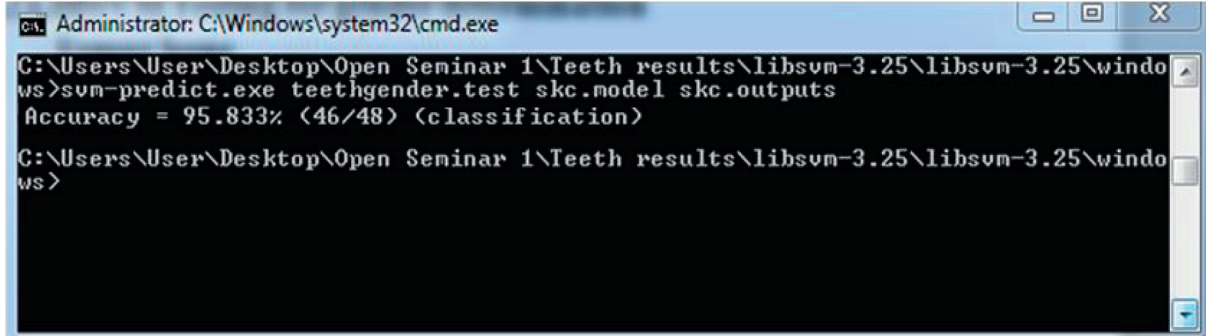 Administrator: C:\Windows\system32\cmd.exe
C:\Users\User\Desktop\Open Seminar 1\Teeth results\libsvm-3.25\libsvm-3.25\windo
ws>svm-predict.exe teethgender.test skc.model skc.outputs
Accuracy = 95.833% (46/48) (classification)
C:\Users\User\Desktop\Open Seminar 1\Teeth results\libsvm-3.25\libsvm-3.25\windo
ws>